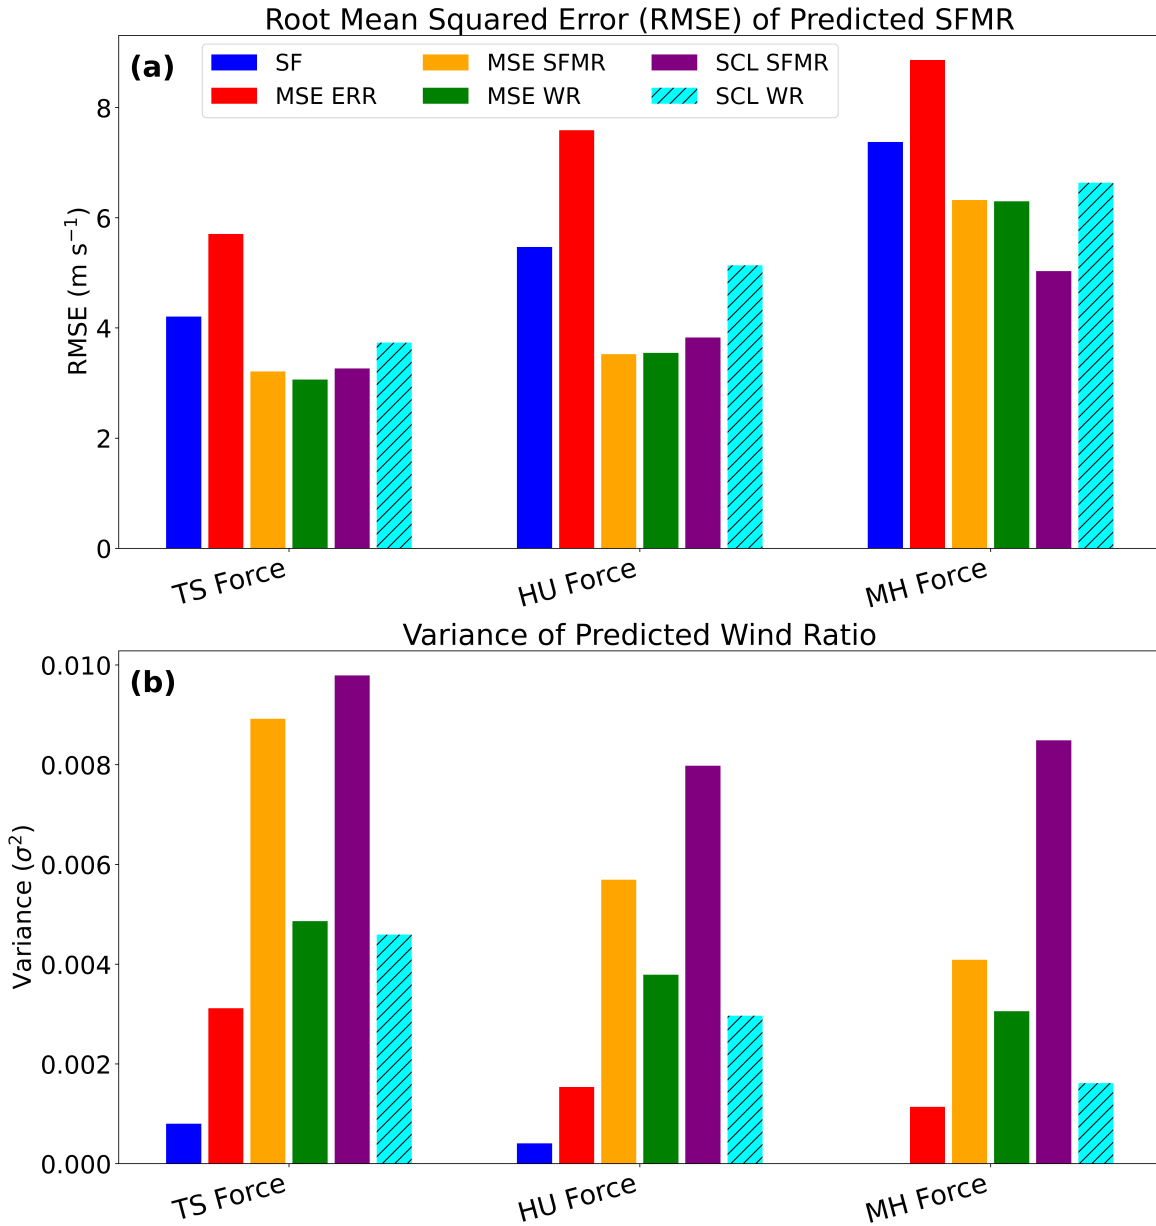 Root Mean Squared Error (RMSE) of Predicted SFMR
(a)
SF
MSE SFMR
SCL SFMR
MSE ERR
MSE WR
SCL WR
RMSE (m s⁻¹)
8
6
4
2
0
TS Force
HU Force
MH Force
Variance of Predicted Wind Ratio
(b)
Variance (σ²)
0.010
0.008
0.006
0.004
0.002
0.000
TS Force
HU Force
MH Force